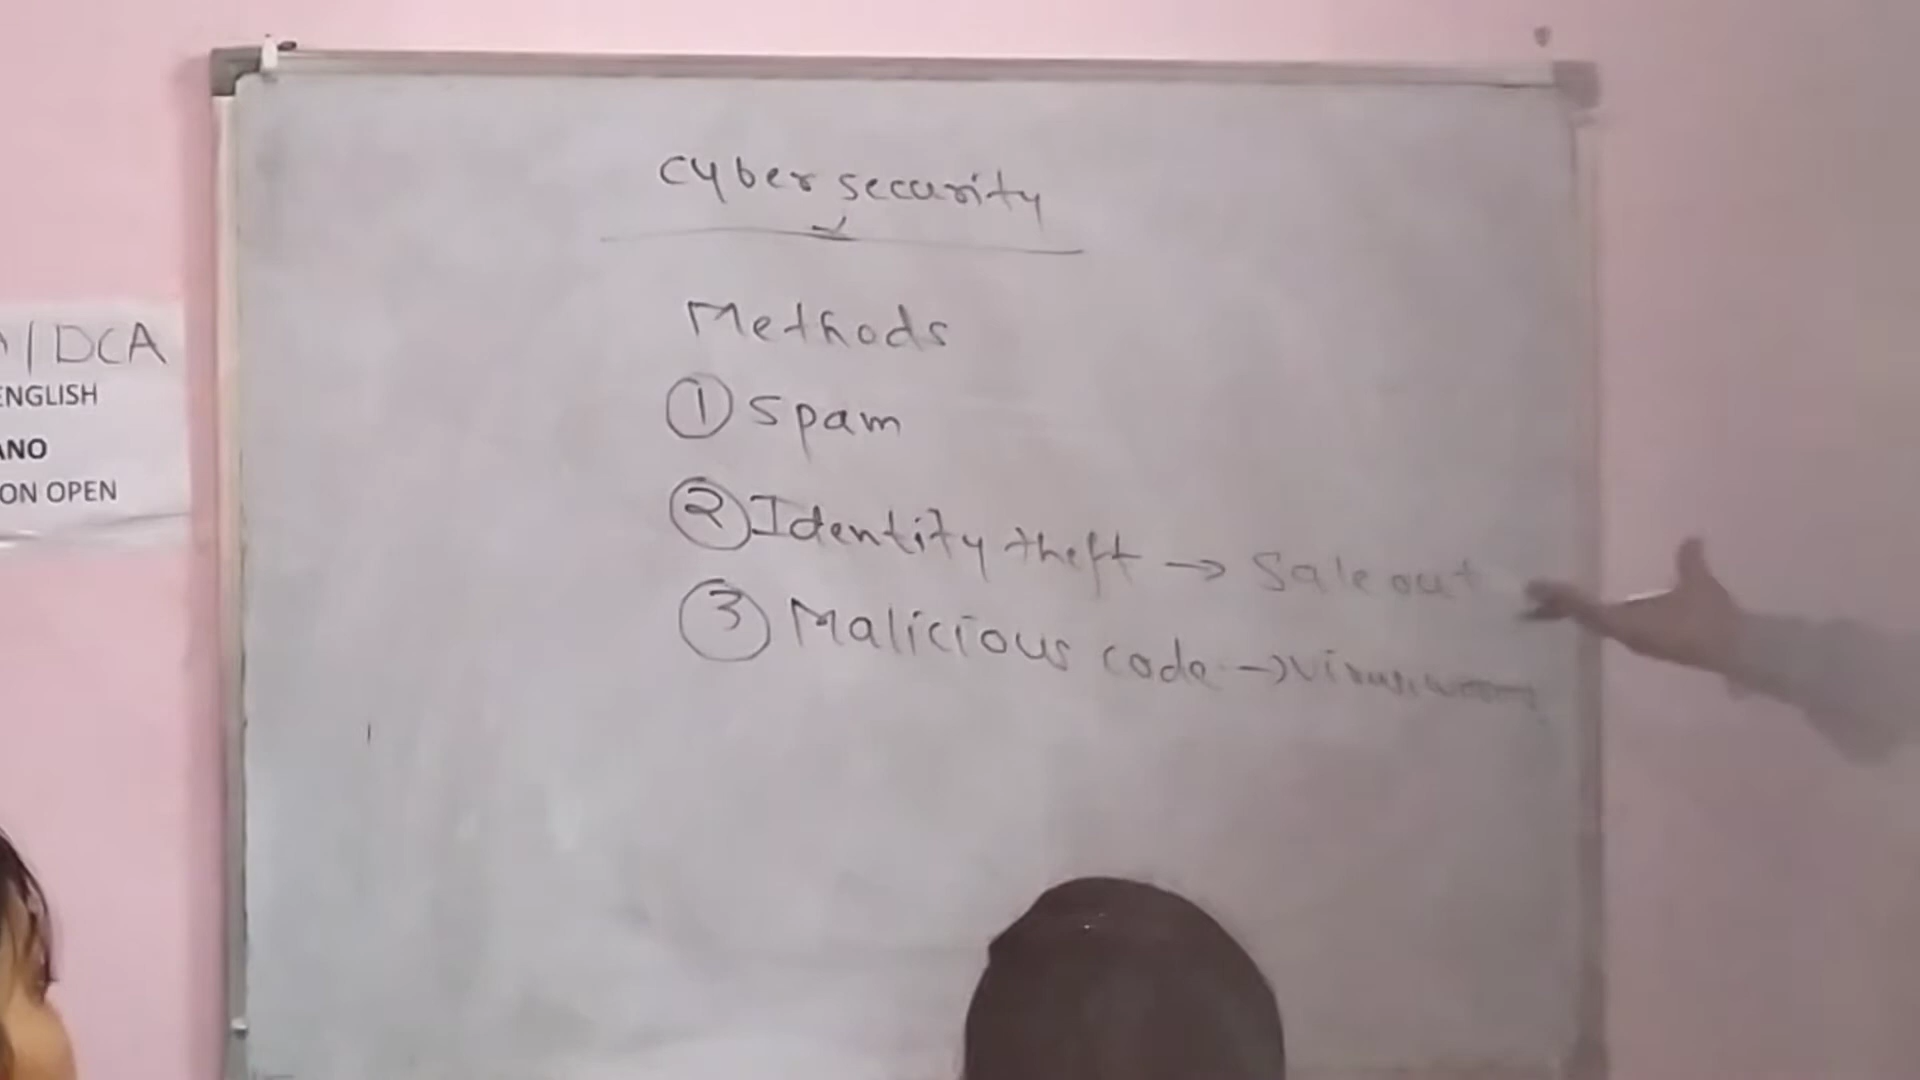 Cyber security
Methods
① Spam
② Identity theft → Sale out
③ Malicious code → Virus, worm
/ DCA
ENGLISH
ANO
ON OPEN